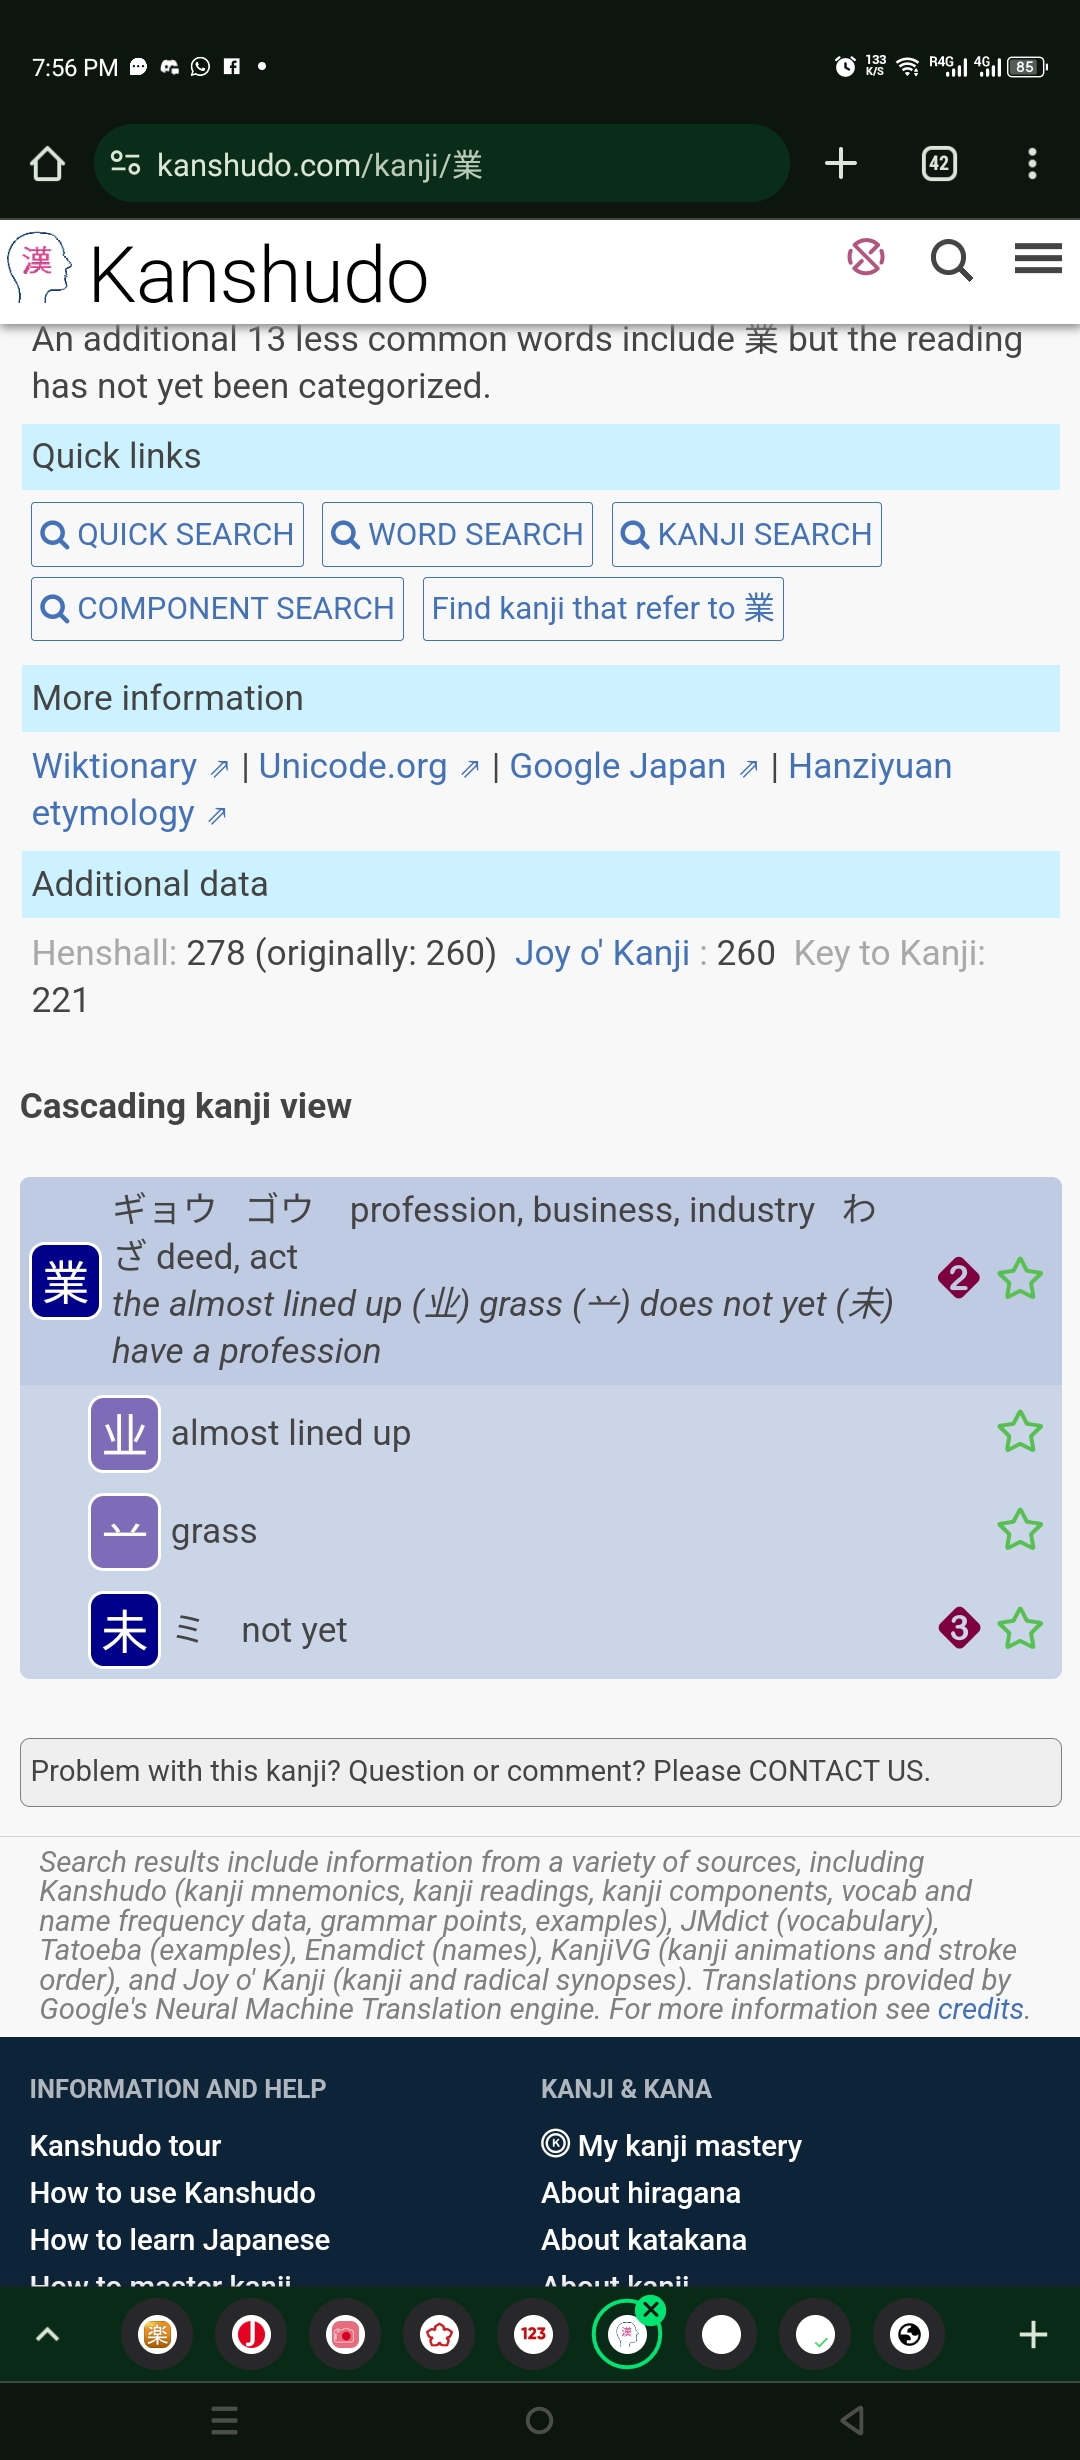 7:56 PM
133 K/S R4G 4G 85
kanshudo.com/kanji/業
42
漢 Kanshudo
An additional 13 less common words include 業 but the reading
has not yet been categorized.
Quick links
QUICK SEARCH WORD SEARCH KANJI SEARCH
COMPONENT SEARCH Find kanji that refer to 業
More information
Wiktionary ⇗ | Unicode.org ⇗ | Google Japan ⇗ | Hanziyuan
etymology ⇗
Additional data
Henshall: 278 (originally: 260) Joy o' Kanji : 260 Key to Kanji:
221
Cascading kanji view
ギョウ ゴウ profession, business, industry わ
ざ deed, act
業 2
the almost lined up (业) grass (䒑) does not yet (未)
have a profession
业 almost lined up
䒑 grass
未 ミ not yet 3
Problem with this kanji? Question or comment? Please CONTACT US.
Search results include information from a variety of sources, including
Kanshudo (kanji mnemonics, kanji readings, kanji components, vocab and
name frequency data, grammar points, examples), JMdict (vocabulary),
Tatoeba (examples), Enamdict (names), KanjiVG (kanji animations and stroke
order), and Joy o' Kanji (kanji and radical synopses). Translations provided by
Google's Neural Machine Translation engine. For more information see credits.
INFORMATION AND HELP
Kanshudo tour
How to use Kanshudo
How to learn Japanese
How to master kanji
KANJI & KANA
My kanji mastery
About hiragana
About katakana
About kanji
楽 J 123 漢